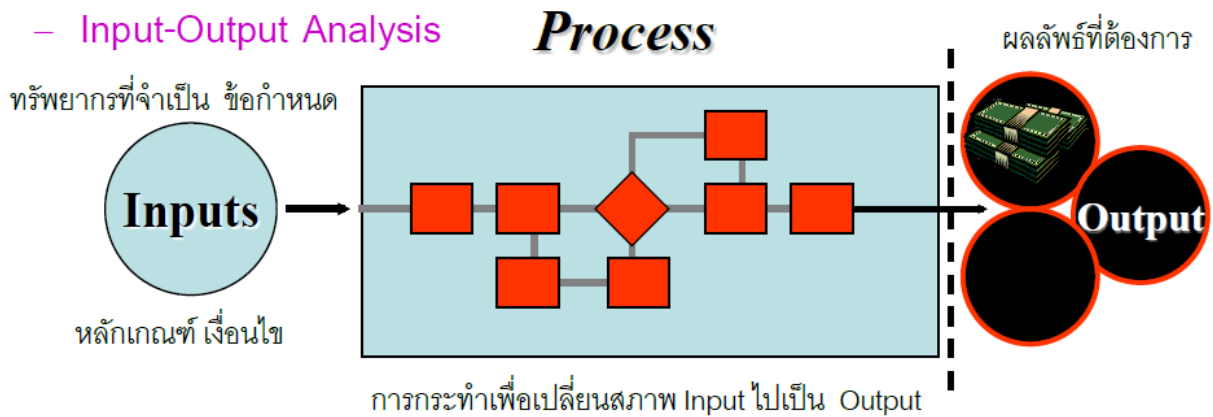 – Input-Output Analysis
Process
ผลลัพธ์ที่ต้องการ
ทรัพยากรที่จำเป็น ข้อกำหนด
Inputs
Output
หลักเกณฑ์ เงื่อนไข
การกระทำเพื่อเปลี่ยนสภาพ Input ไปเป็น Output